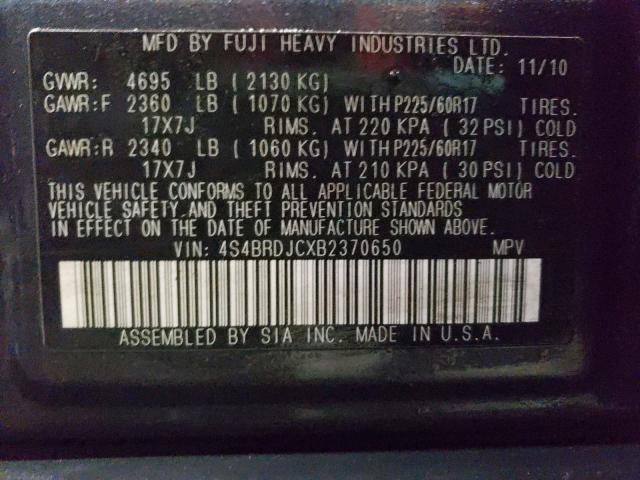 MFD BY FUJI HEAVY INDUSTRIES LTD.
DATE: 11/10
GVWR: 4695 LB ( 2130 KG)
GAWR:F 2360 LB ( 1070 KG) WITH P225/60R17 TIRES.
17X7J RIMS. AT 220 KPA ( 32 PSI) COLD
GAWR:R 2340 LB ( 1060 KG) WITH P225/60R17 TIRES.
17X7J RIMS. AT 210 KPA ( 30 PSI) COLD
THIS VEHICLE CONFORMS TO ALL APPLICABLE FEDERAL MOTOR
VEHICLE SAFETY AND THEFT PREVENTION STANDARDS
IN EFFECT ON THE DATE OF MANUFACTURE SHOWN ABOVE.
VIN: 4S4BRDJCXB2370650 MPV
ASSEMBLED BY SIA INC. MADE IN U.S.A.